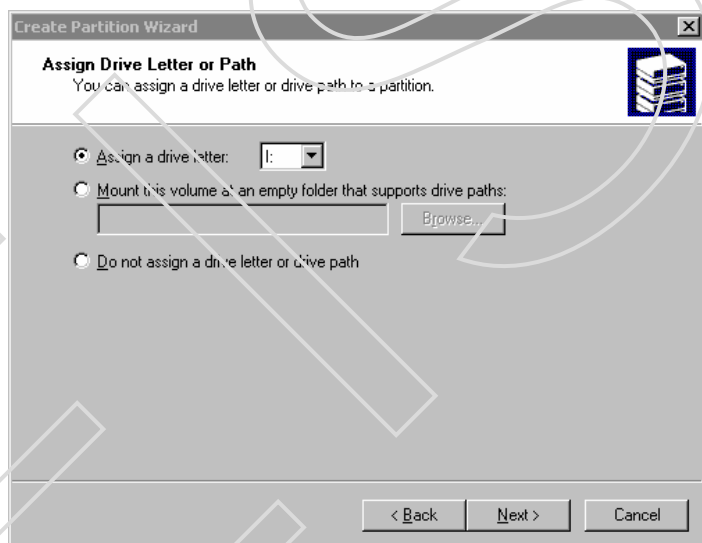 Create Partition Wizard
Assign Drive Letter or Path
You can assign a drive letter or drive path to a partition.
Assign a drive letter: I:
Mount this volume at an empty folder that supports drive paths:
Browse...
Do not assign a drive letter or drive path
< Back Next > Cancel